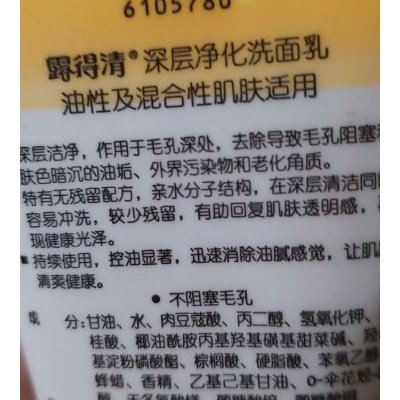 6105780
露得清®深层净化洗面乳
油性及混合性肌肤适用
深层洁净，作用于毛孔深处，去除导致毛孔阻塞
肤色暗沉的油垢、外界污染物和老化角质。
特有无残留配方，亲水分子结构，在深层清洁同
容易冲洗，较少残留，有助回复肌肤透明感，
现健康光泽。
持续使用，控油显著，迅速消除油腻感觉，让肌
清爽健康。
• 不阻塞毛孔
成 分:甘油、水、肉豆蔻酸、丙二醇、氢氧化钾、
桂酸、椰油酰胺丙基羟基磺基甜菜碱、羟
基淀粉磷酸酯、棕榈酸、硬脂酸、苯氧乙醇
蜂蜡、香精、乙基己基甘油、O-伞花烃-